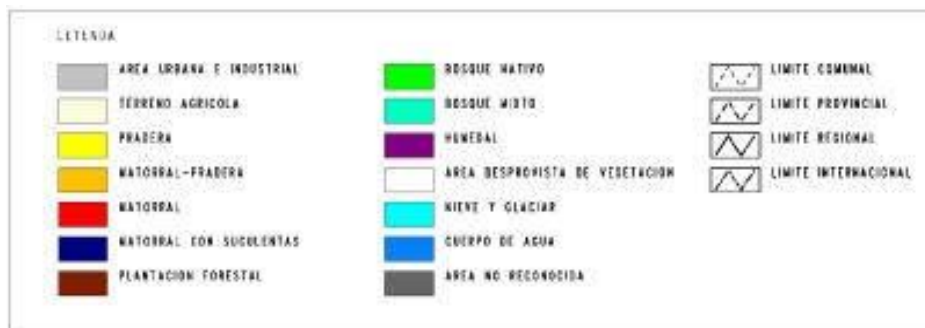 LEYENDA
AREA URBANA E INDUSTRIAL
TERRENO AGRICOLA
PRADERA
MATORRAL-PRADERA
MATORRAL
MATORRAL CON SUCULENTAS
PLANTACION FORESTAL
BOSQUE NATIVO
BOSQUE MIXTO
HUMEDAL
AREA DESPROVISTA DE VEGETACION
NIEVE Y GLACIAR
CUERPO DE AGUA
AREA NO RECONOCIDA
LIMITE COMUNAL
LIMITE PROVINCIAL
LIMITE REGIONAL
LIMITE INTERNACIONAL